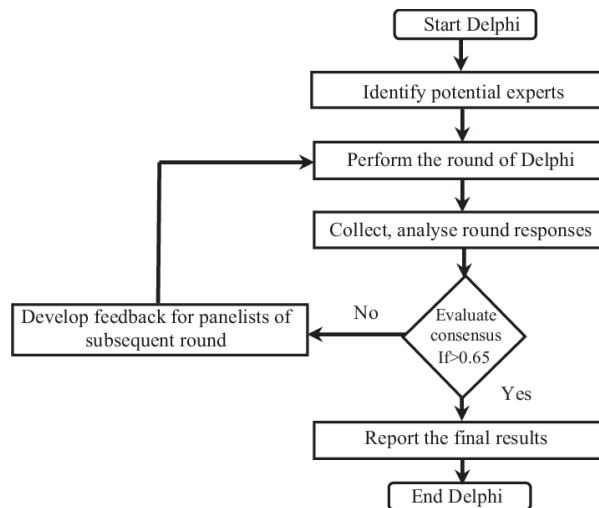 Start Delphi
Identify potential experts
Perform the round of Delphi
Collect, analyse round responses
Develop feedback for panelists of
subsequent round
No
Evaluate
consensus
If>0.65
Yes
Report the final results
End Delphi